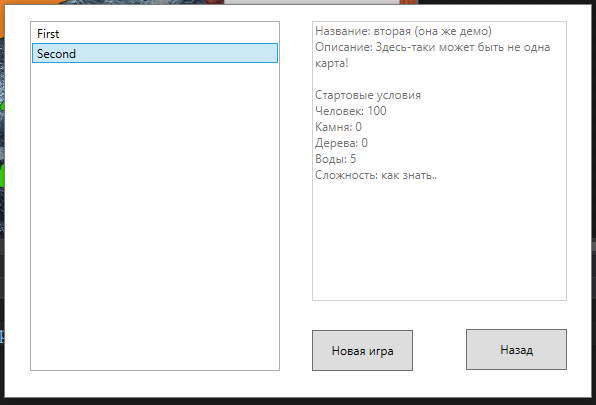 First
Second
Название: вторая (она же демо)
Описание: Здесь-таки может быть не одна
карта!
Стартовые условия
Человек: 100
Камня: 0
Дерева: 0
Воды: 5
Сложность: как знать..
Новая игра
Назад